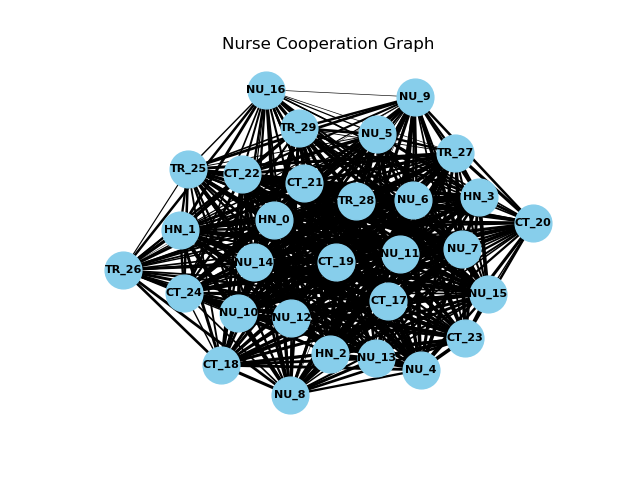 Nurse Cooperation Graph
NU_16
NU_9
TR_29
NU_5
TR_27
TR_25
CT_22
CT_21
TR_28
NU_6
HN_3
HN_0
CT_20
HN_1
NU_7
NU_11
NU_14
CT_19
TR_26
CT_24
NU_15
CT_17
NU_10
NU_12
CT_23
HN_2
NU_13
CT_18
NU_4
NU_8